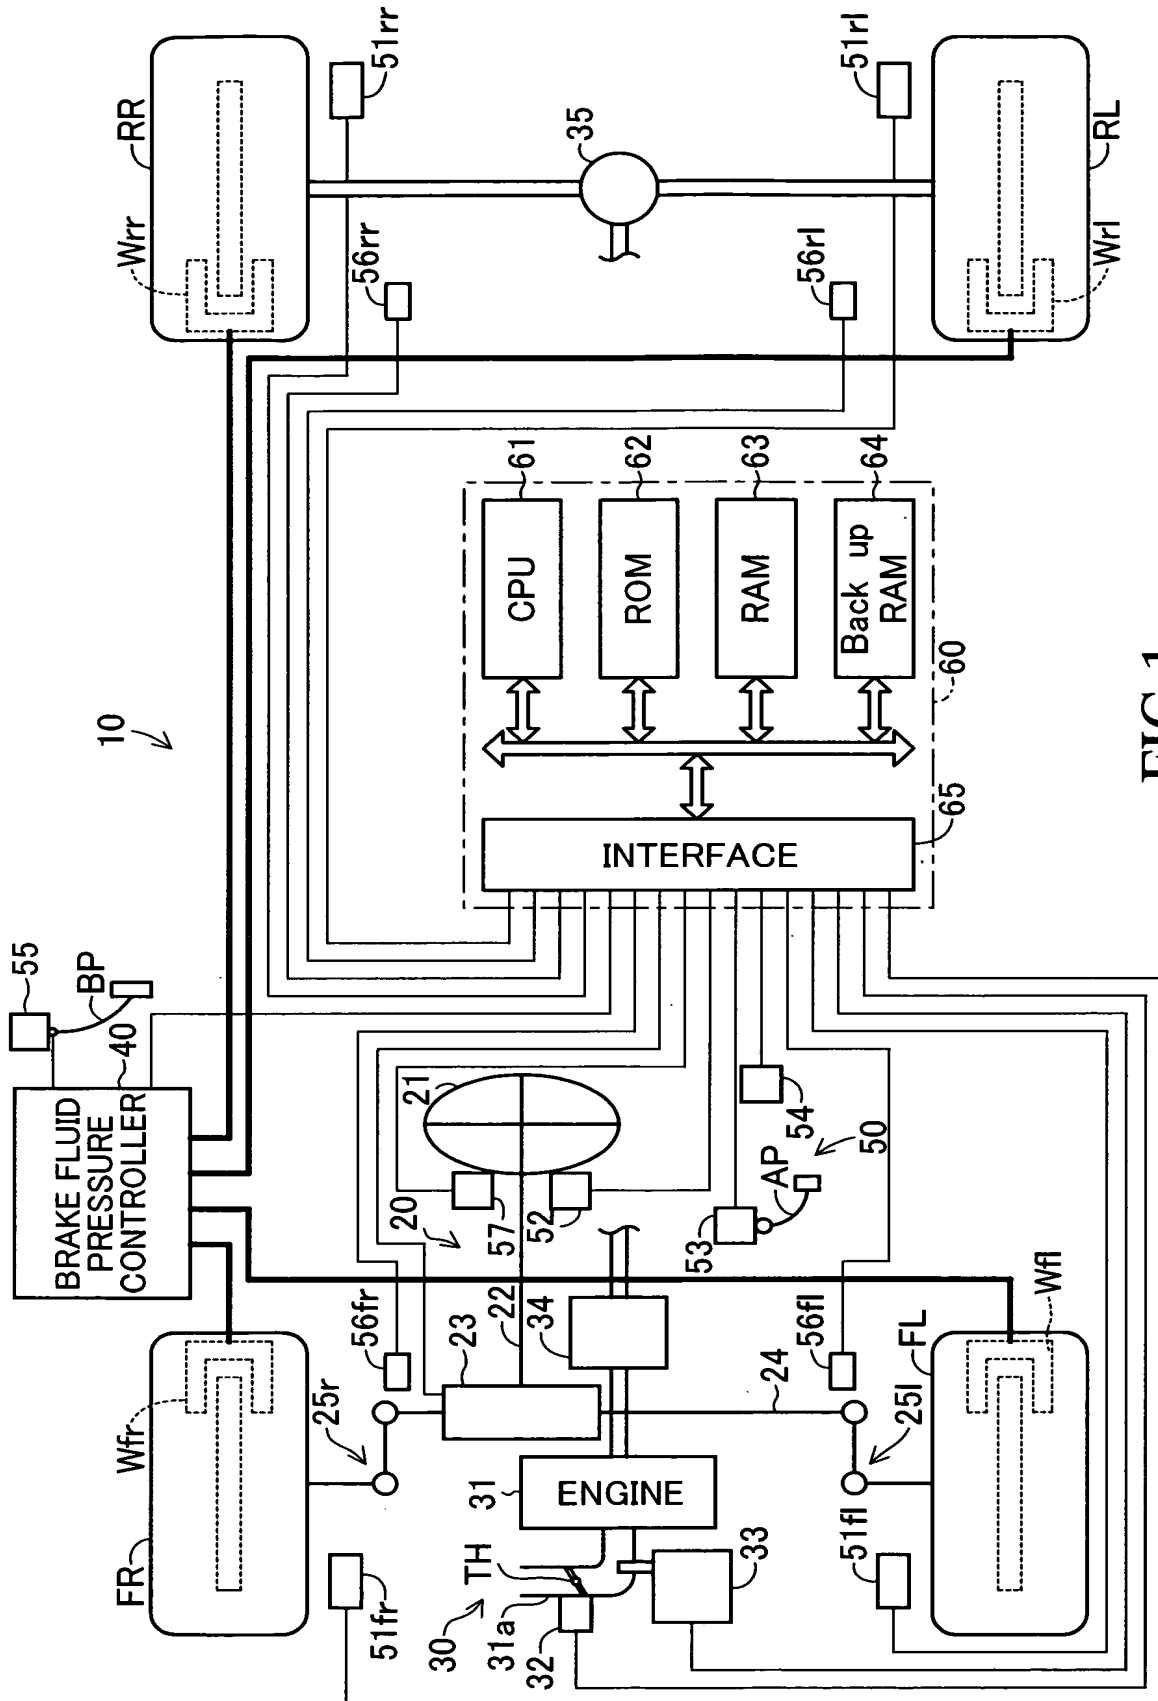 55
BRAKE FLUID
PRESSURE
CONTROLLER
BP
40
10
FR
Wfr
Wrr
RR
51fr
25r
56fr
56rr
51rr
20
21
30
31a
32
TH
31
ENGINE
23
22
57
52
34
CPU
61
35
INTERFACE
ROM
62
RAM
63
Back up
RAM
64
33
24
53
AP
54
50
65
60
51fl
25l
56fl
56rl
51rl
FL
Wfl
Wrl
RL
FIG. 1